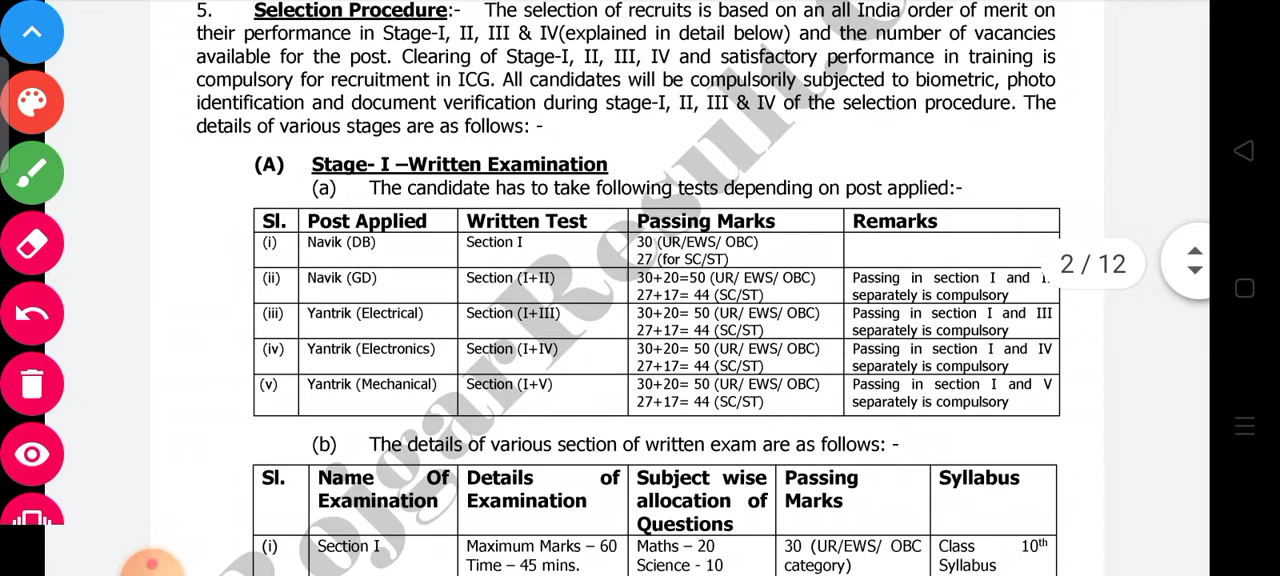 5. Selection Procedure:- The selection of recruits is based on an all India order of merit on
their performance in Stage-I, II, III & IV(explained in detail below) and the number of vacancies
available for the post. Clearing of Stage-I, II, III, IV and satisfactory performance in training is
compulsory for recruitment in ICG. All candidates will be compulsorily subjected to biometric, photo
identification and document verification during stage-I, II, III & IV of the selection procedure. The
details of various stages are as follows: -
(A) Stage- I –Written Examination
(a) The candidate has to take following tests depending on post applied:-
Sl. Post Applied Written Test Passing Marks Remarks
(i) Navik (DB) Section I 30 (UR/EWS/ OBC)
27 (for SC/ST)
(ii) Navik (GD) Section (I+II) 30+20=50 (UR/ EWS/ OBC) Passing in section I and
27+17= 44 (SC/ST) separately is compulsory
(iii) Yantrik (Electrical) Section (I+III) 30+20= 50 (UR/ EWS/ OBC) Passing in section I and III
27+17= 44 (SC/ST) separately is compulsory
(iv) Yantrik (Electronics) Section (I+IV) 30+20= 50 (UR/ EWS/ OBC) Passing in section I and IV
27+17= 44 (SC/ST) separately is compulsory
(v) Yantrik (Mechanical) Section (I+V) 30+20= 50 (UR/ EWS/ OBC) Passing in section I and V
27+17= 44 (SC/ST) separately is compulsory
2 / 12
(b) The details of various section of written exam are as follows: -
Sl. Name Of Details of Subject wise Passing Syllabus
Examination Examination allocation of Marks
Questions
(i) Section I Maximum Marks – 60 Maths – 20 30 (UR/EWS/ OBC Class 10th
Time – 45 mins. Science - 10 category) Syllabus